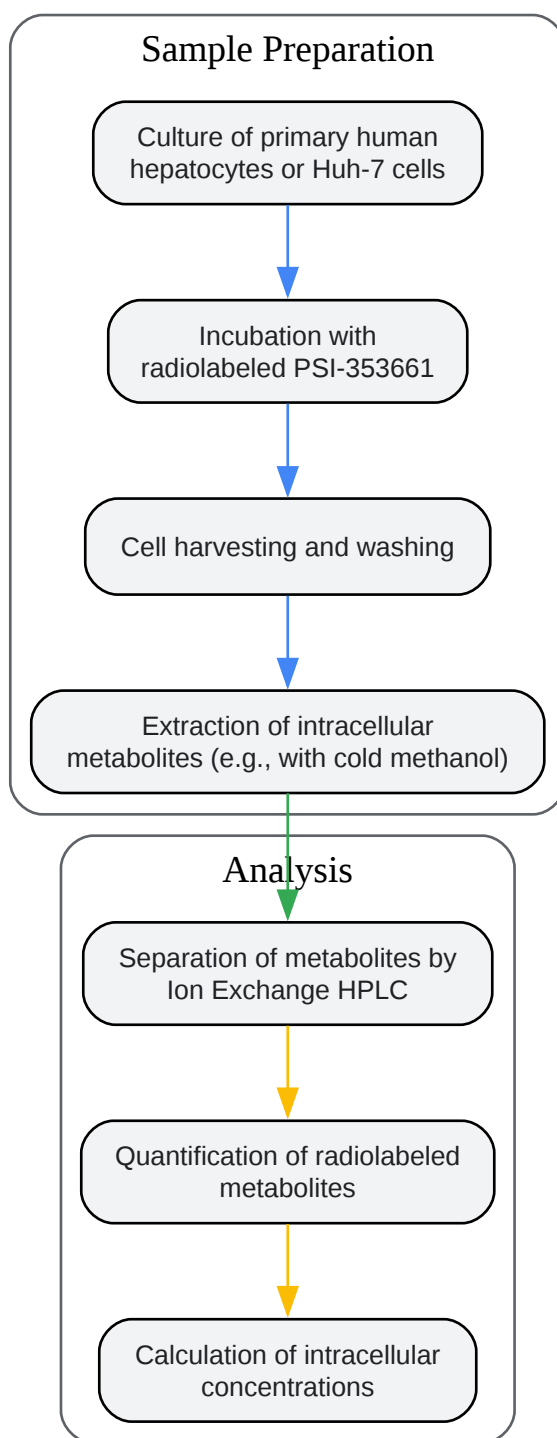 Sample Preparation
Culture of primary human
hepatocytes or Huh-7 cells
Incubation with
radiolabeled PSI-353661
Cell harvesting and washing
Extraction of intracellular
metabolites (e.g., with cold methanol)
Analysis
Separation of metabolites by
Ion Exchange HPLC
Quantification of radiolabeled
metabolites
Calculation of intracellular
concentrations